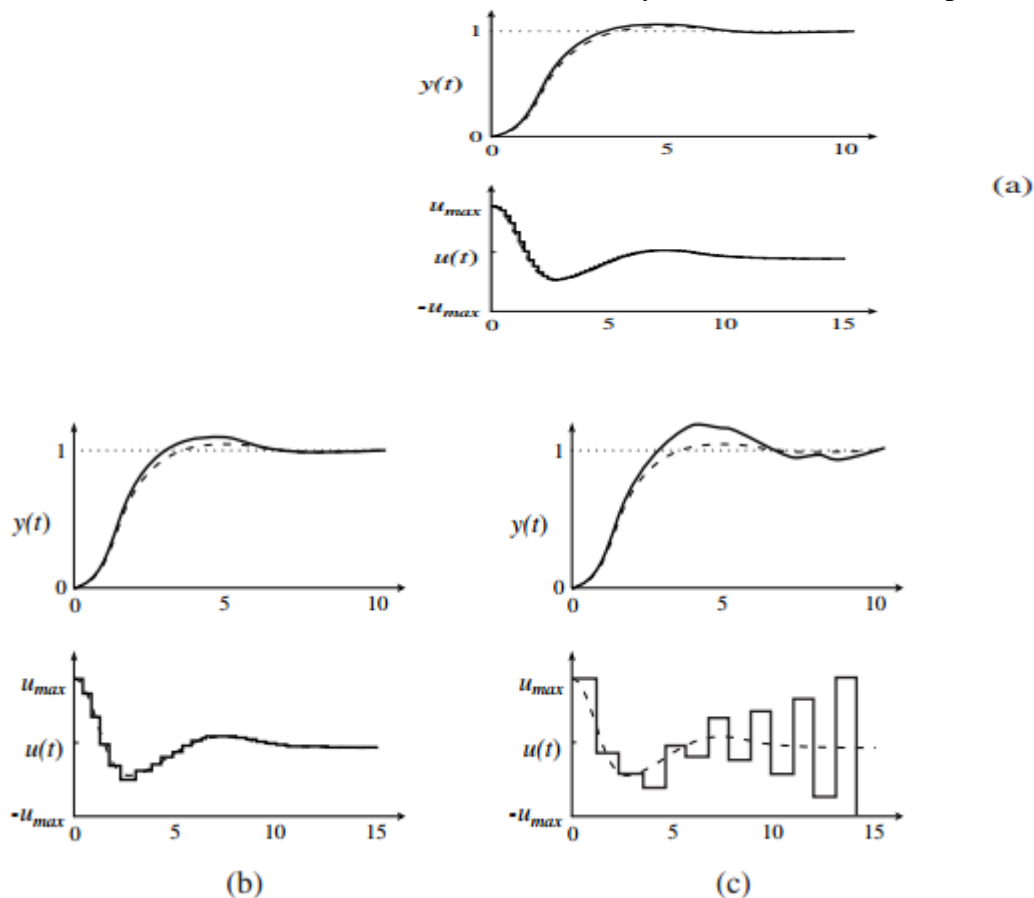 1
y(t)
0
0 5 10
(a)
u_max
u(t)
-u_max
0 5 10 15
1 1
y(t) y(t)
0 0
0 5 10 0 5 10
u_max u_max
u(t) u(t)
-u_max -u_max
0 5 10 15 0 5 10 15
(b) (c)